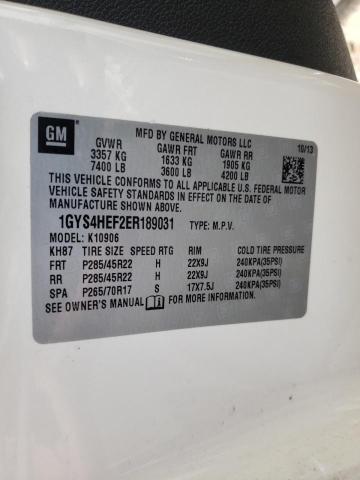 GM
MFD BY GENERAL MOTORS LLC 10/13
GVWR GAWR FRT GAWR RR
3357 KG 1633 KG 1905 KG
7400 LB 3600 LB 4200 LB
THIS VEHICLE CONFORMS TO ALL APPLICABLE U.S. FEDERAL MOTOR
VEHICLE SAFETY STANDARDS IN EFFECT ON THE DATE OF
MANUFACTURE SHOWN ABOVE.
1GYS4HEF2ER189031 TYPE: M.P.V.
MODEL: K10906
KH87 TIRE SIZE SPEED RTG RIM COLD TIRE PRESSURE
FRT P285/45R22 H 22X9J 240KPA(35PSI)
RR P285/45R22 H 22X9J 240KPA(35PSI)
SPA P265/70R17 S 17X7.5J 240KPA(35PSI)
SEE OWNER'S MANUAL FOR MORE INFORMATION.